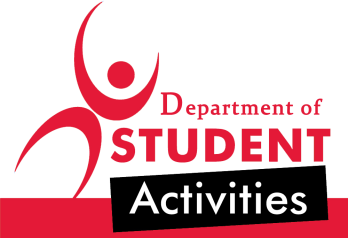 Department of
STUDENT
Activities